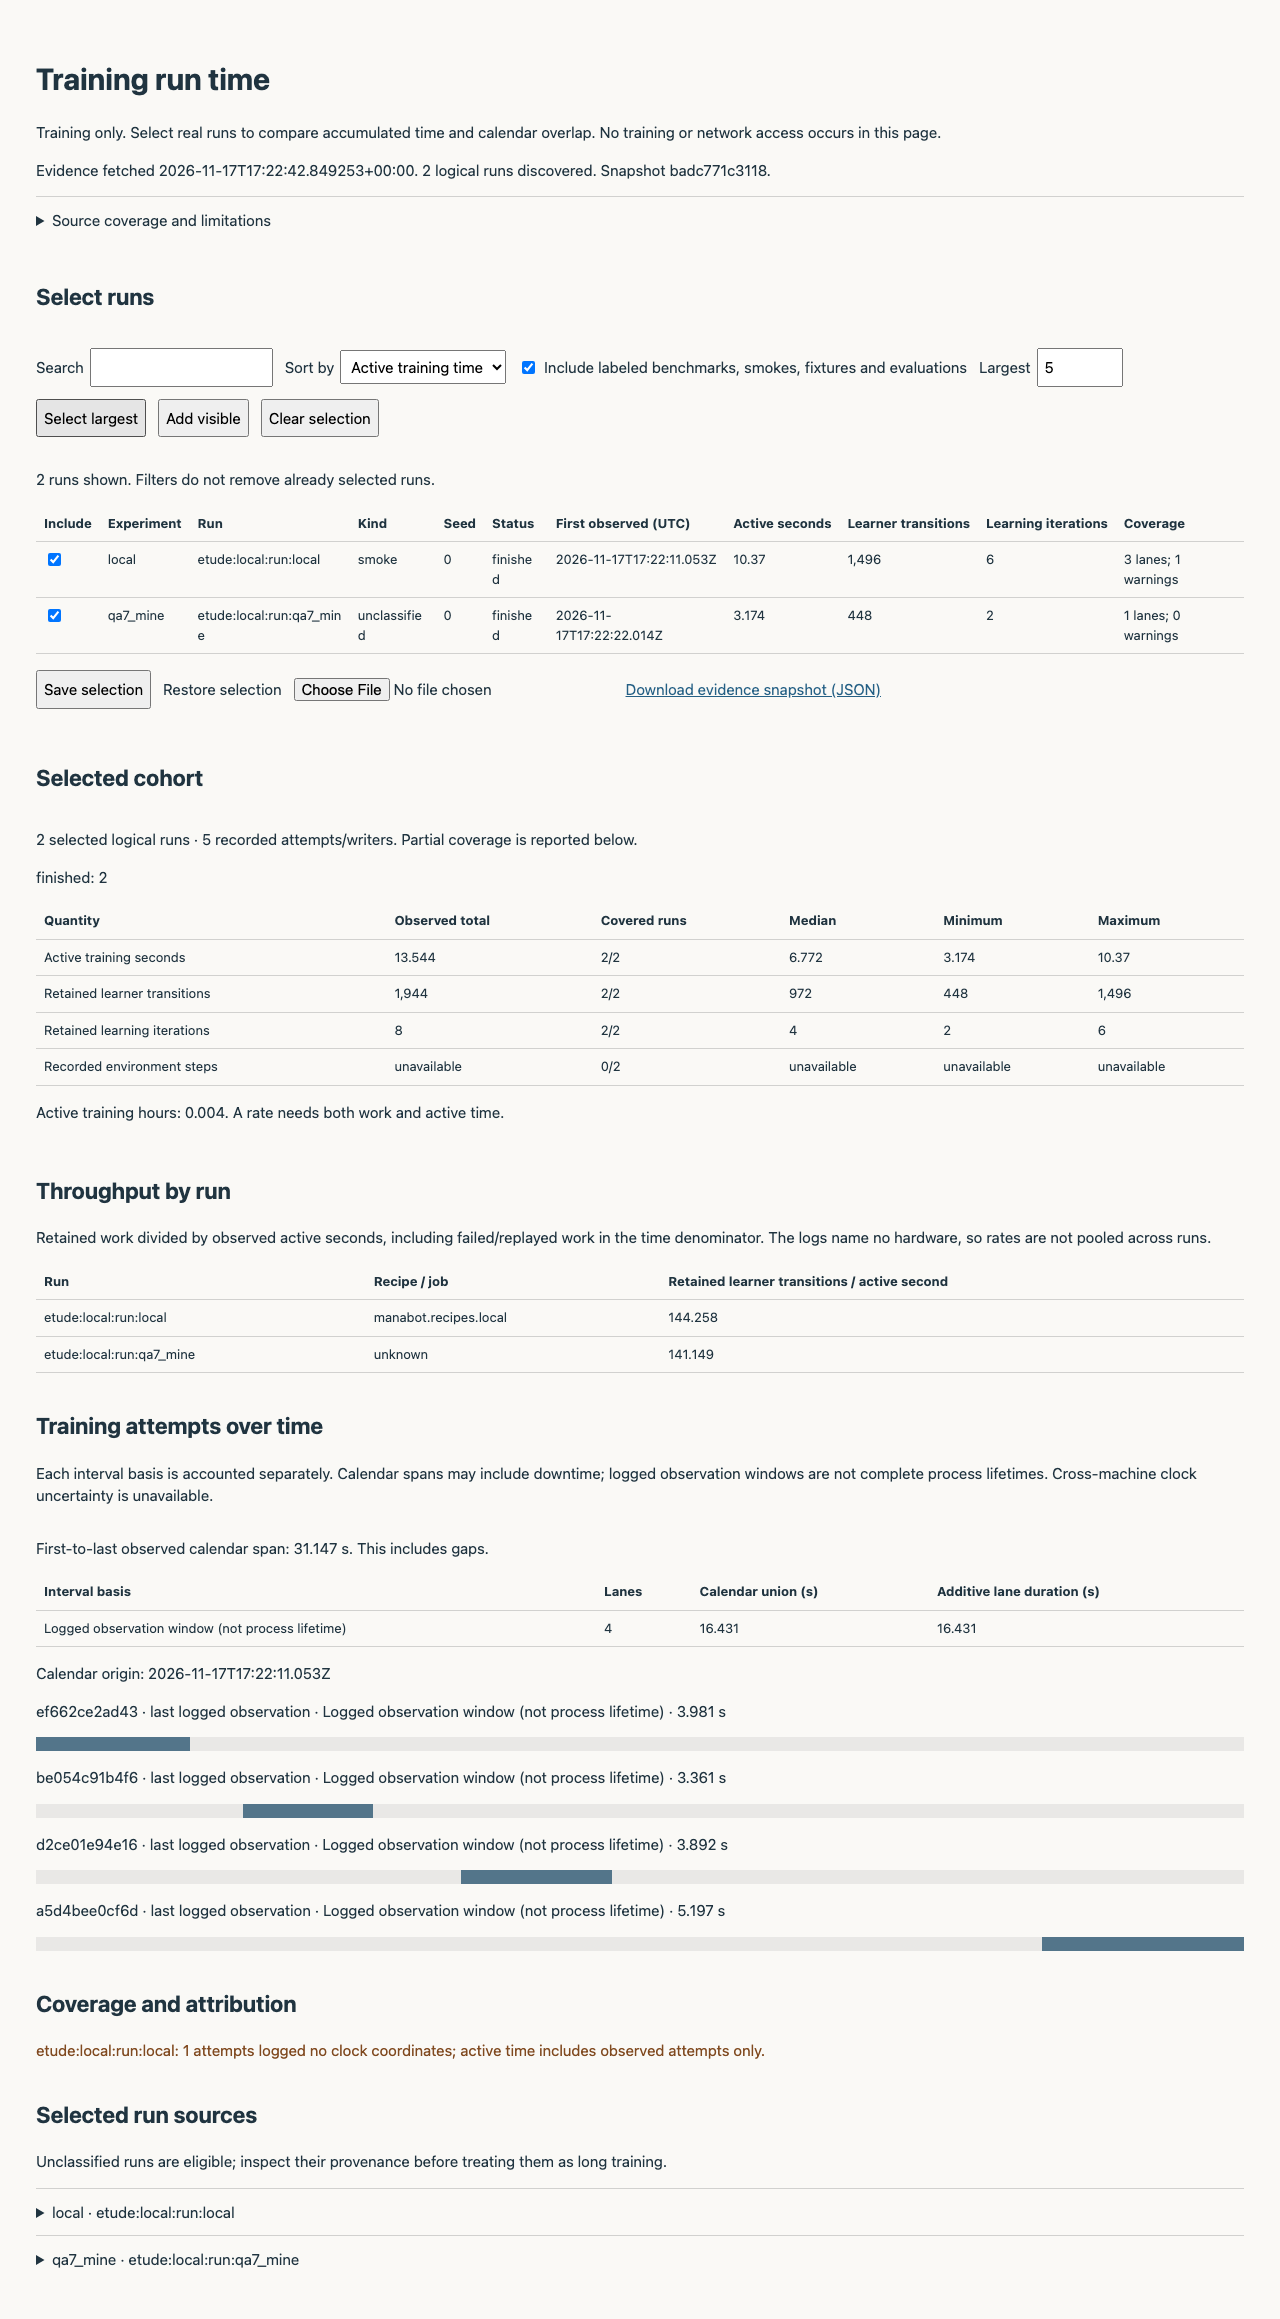 Training run time
Training only. Select real runs to compare accumulated time and calendar overlap. No training or network access occurs in this page.
Evidence fetched 2026-11-17T17:22:42.849253+00:00. 2 logical runs discovered. Snapshot badc771c3118.
Source coverage and limitations
Select runs
Search Sort by Active training time Include labeled benchmarks, smokes, fixtures and evaluations Largest 5
Select largest Add visible Clear selection
2 runs shown. Filters do not remove already selected runs.
Include Experiment Run Kind Seed Status First observed (UTC) Active seconds Learner transitions Learning iterations Coverage
local etude:local:run:local smoke 0 finishe 2026-11-17T17:22:11.053Z 10.37 1,496 6 3 lanes; 1
d warnings
qa7_mine etude:local:run:qa7_min unclassifie 0 finishe 2026-11- 3.174 448 2 1 lanes; 0
e d d 17T17:22:22.014Z warnings
Save selection Restore selection Choose File No file chosen Download evidence snapshot (JSON)
Selected cohort
2 selected logical runs · 5 recorded attempts/writers. Partial coverage is reported below.
finished: 2
Quantity Observed total Covered runs Median Minimum Maximum
Active training seconds 13.544 2/2 6.772 3.174 10.37
Retained learner transitions 1,944 2/2 972 448 1,496
Retained learning iterations 8 2/2 4 2 6
Recorded environment steps unavailable 0/2 unavailable unavailable unavailable
Active training hours: 0.004. A rate needs both work and active time.
Throughput by run
Retained work divided by observed active seconds, including failed/replayed work in the time denominator. The logs name no hardware, so rates are not pooled across runs.
Run Recipe / job Retained learner transitions / active second
etude:local:run:local manabot.recipes.local 144.258
etude:local:run:qa7_mine unknown 141.149
Training attempts over time
Each interval basis is accounted separately. Calendar spans may include downtime; logged observation windows are not complete process lifetimes. Cross-machine clock
uncertainty is unavailable.
First-to-last observed calendar span: 31.147 s. This includes gaps.
Interval basis Lanes Calendar union (s) Additive lane duration (s)
Logged observation window (not process lifetime) 4 16.431 16.431
Calendar origin: 2026-11-17T17:22:11.053Z
ef662ce2ad43 · last logged observation · Logged observation window (not process lifetime) · 3.981 s
be054c91b4f6 · last logged observation · Logged observation window (not process lifetime) · 3.361 s
d2ce01e94e16 · last logged observation · Logged observation window (not process lifetime) · 3.892 s
a5d4bee0cf6d · last logged observation · Logged observation window (not process lifetime) · 5.197 s
Coverage and attribution
etude:local:run:local: 1 attempts logged no clock coordinates; active time includes observed attempts only.
Selected run sources
Unclassified runs are eligible; inspect their provenance before treating them as long training.
local · etude:local:run:local
qa7_mine · etude:local:run:qa7_mine